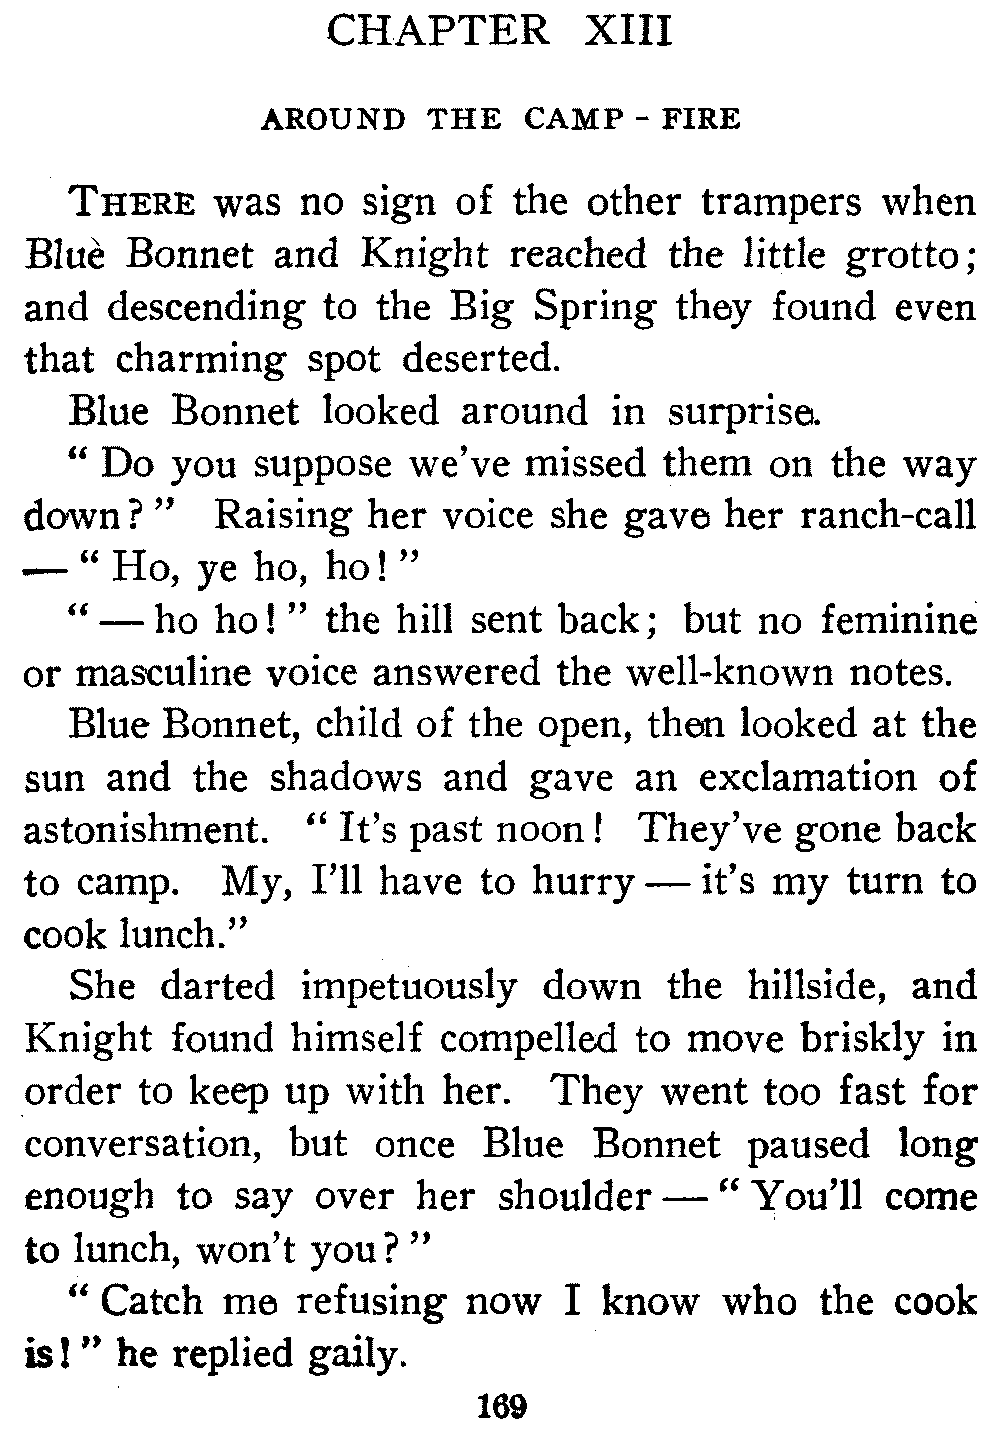 CHAPTER XIII
AROUND THE CAMP - FIRE
THERE was no sign of the other trampers when
Blue Bonnet and Knight reached the little grotto;
and descending to the Big Spring they found even
that charming spot deserted.
Blue Bonnet looked around in surprise.
" Do you suppose we've missed them on the way
down? " Raising her voice she gave her ranch-call
— " Ho, ye ho, ho! "
" — ho ho! " the hill sent back; but no feminine
or masculine voice answered the well-known notes.
Blue Bonnet, child of the open, then looked at the
sun and the shadows and gave an exclamation of
astonishment. " It's past noon! They've gone back
to camp. My, I'll have to hurry — it's my turn to
cook lunch."
She darted impetuously down the hillside, and
Knight found himself compelled to move briskly in
order to keep up with her. They went too fast for
conversation, but once Blue Bonnet paused long
enough to say over her shoulder — " You'll come
to lunch, won't you? "
" Catch me refusing now I know who the cook
is! " he replied gaily.
169